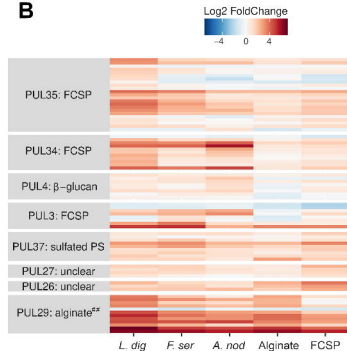 B
Log2 FoldChange
-4 0 4
PUL35: FCSP
PUL34: FCSP
PUL4: β-glucan
PUL3: FCSP
PUL37: sulfated PS
PUL27: unclear
PUL26: unclear
PUL29: alginate##
L. dig F. ser A. nod Alginate FCSP